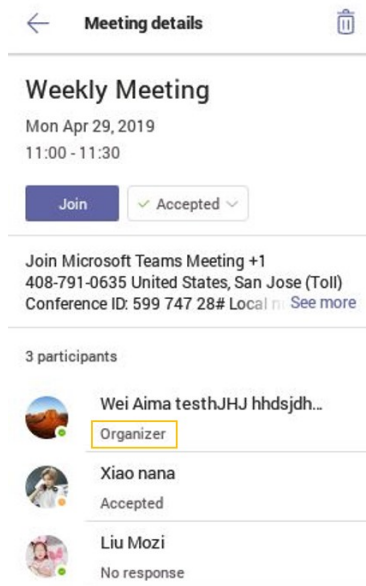 Meeting details
Weekly Meeting
Mon Apr 29, 2019
11:00 - 11:30
Join
Accepted
Join Microsoft Teams Meeting +1
408-791-0635 United States, San Jose (Toll)
Conference ID: 599 747 28# Local See more
3 participants
Wei Aima testhJHJ hhdsjdh...
Organizer
Xiao nana
Accepted
Liu Mozi
No response